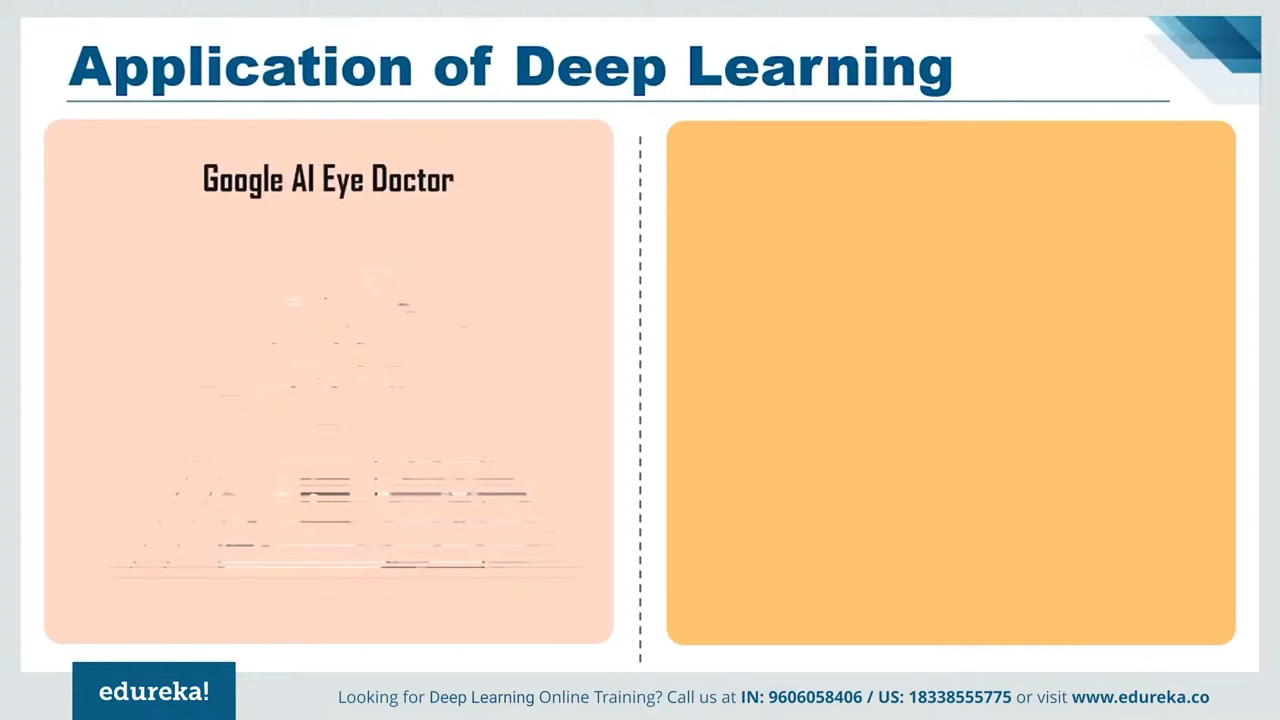 Application of Deep Learning
Google AI Eye Doctor
edureka!
Looking for Deep Learning Online Training? Call us at IN: 9606058406 / US: 18338555775 or visit www.edureka.co